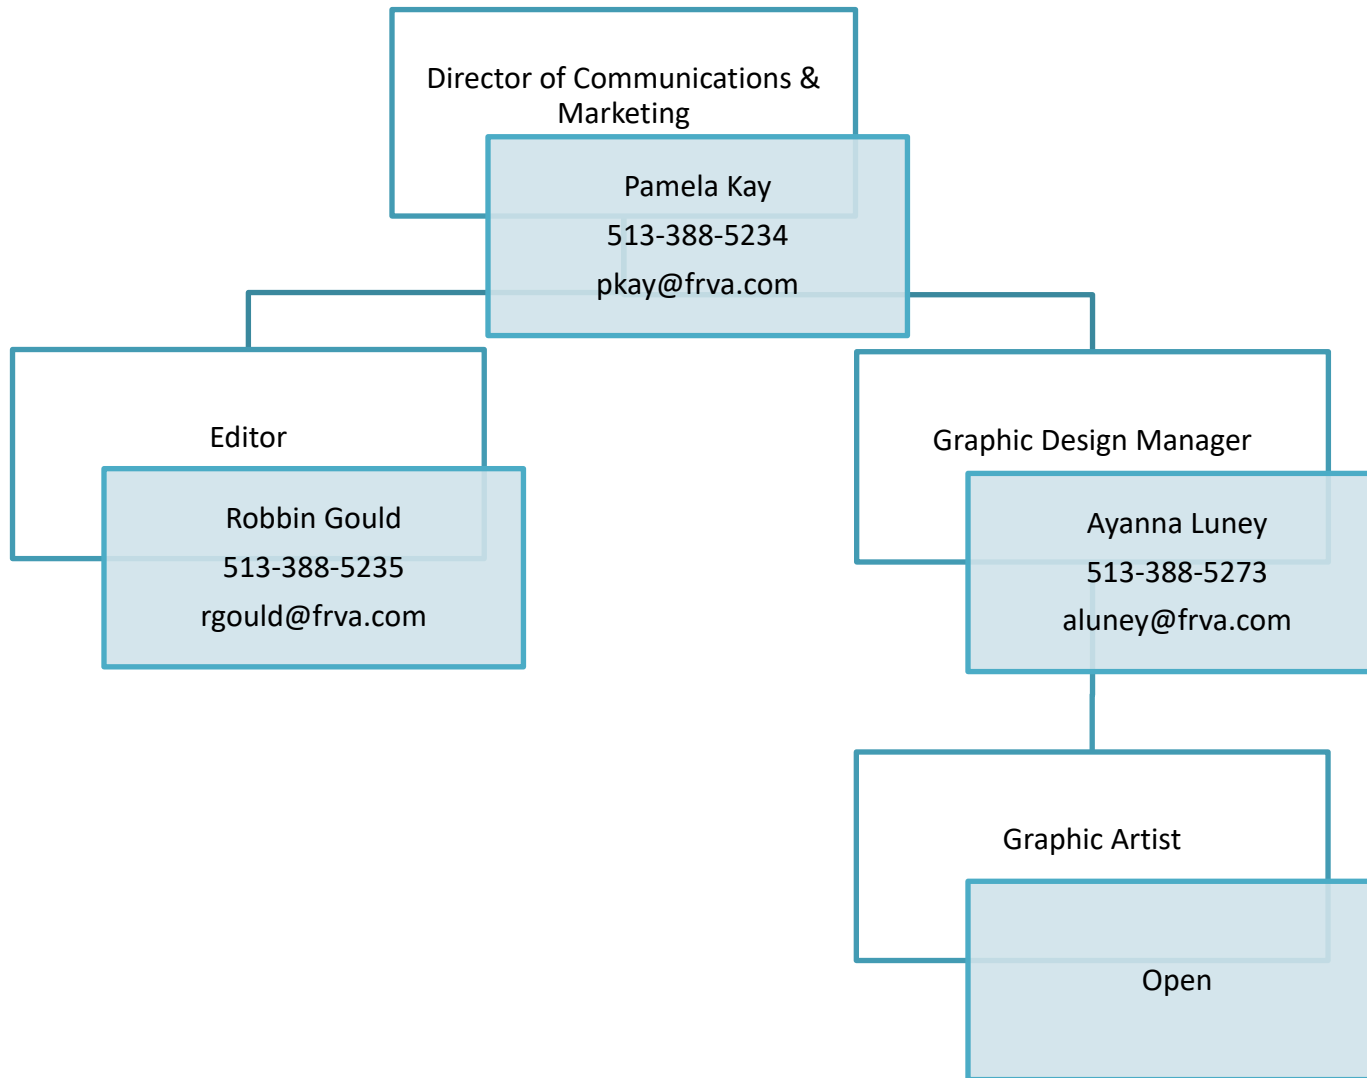 Director of Communications &
Marketing
Pamela Kay
513-388-5234
pkay@frva.com
Editor
Robbin Gould
513-388-5235
rgould@frva.com
Graphic Design Manager
Ayanna Luney
513-388-5273
aluney@frva.com
Graphic Artist
Open